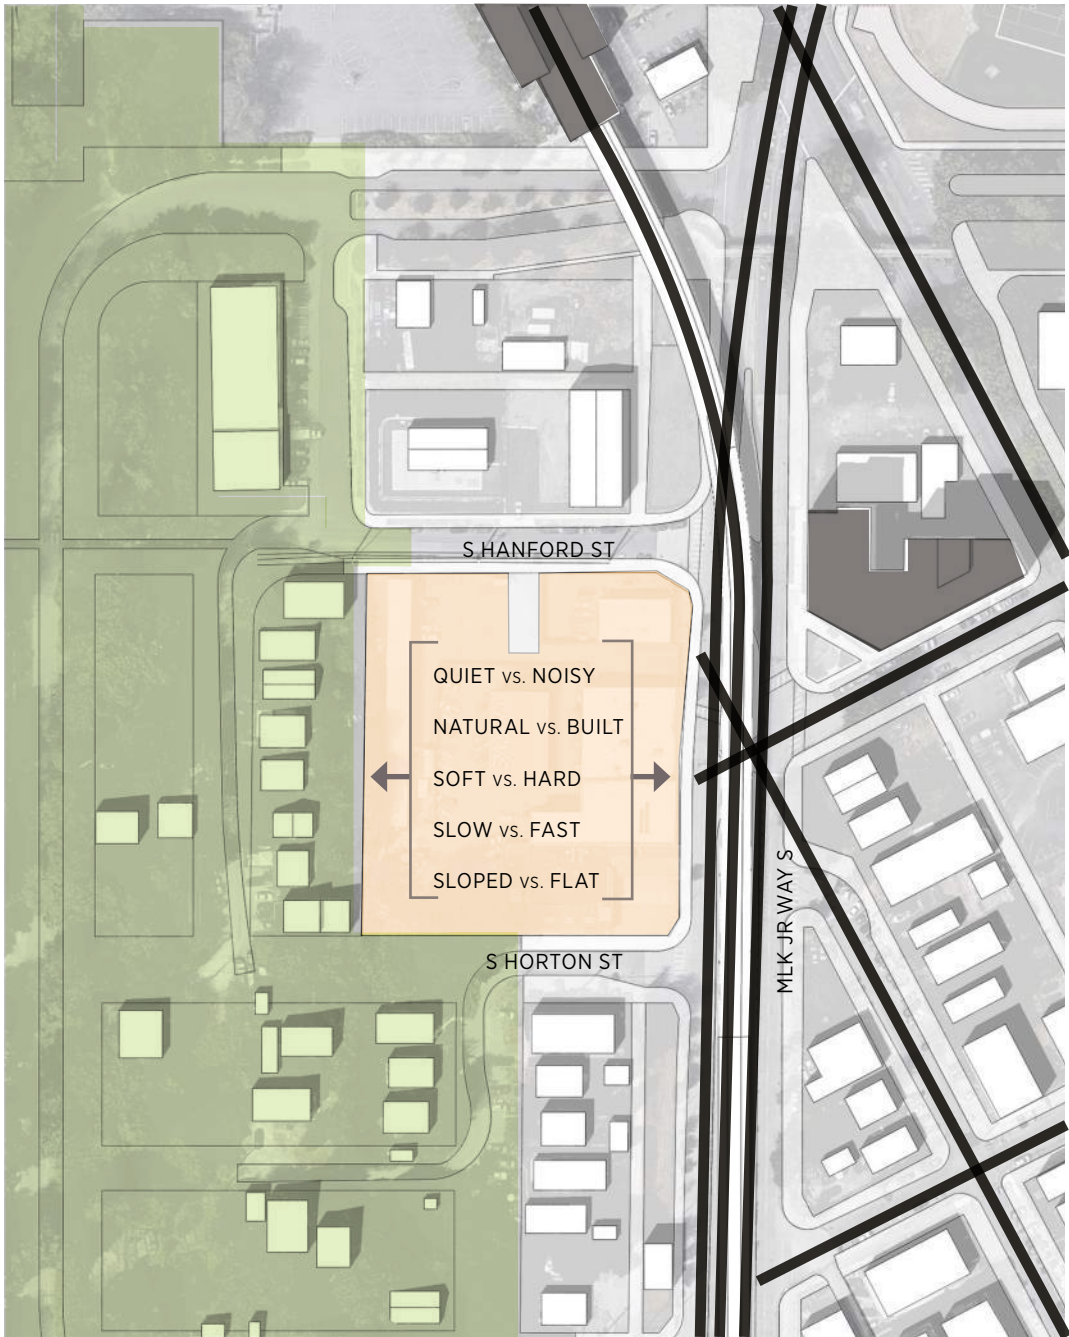 S HANFORD ST
QUIET vs. NOISY
NATURAL vs. BUILT
SOFT vs. HARD
SLOW vs. FAST
SLOPED vs. FLAT
MLK JR WAY S
S HORTON ST